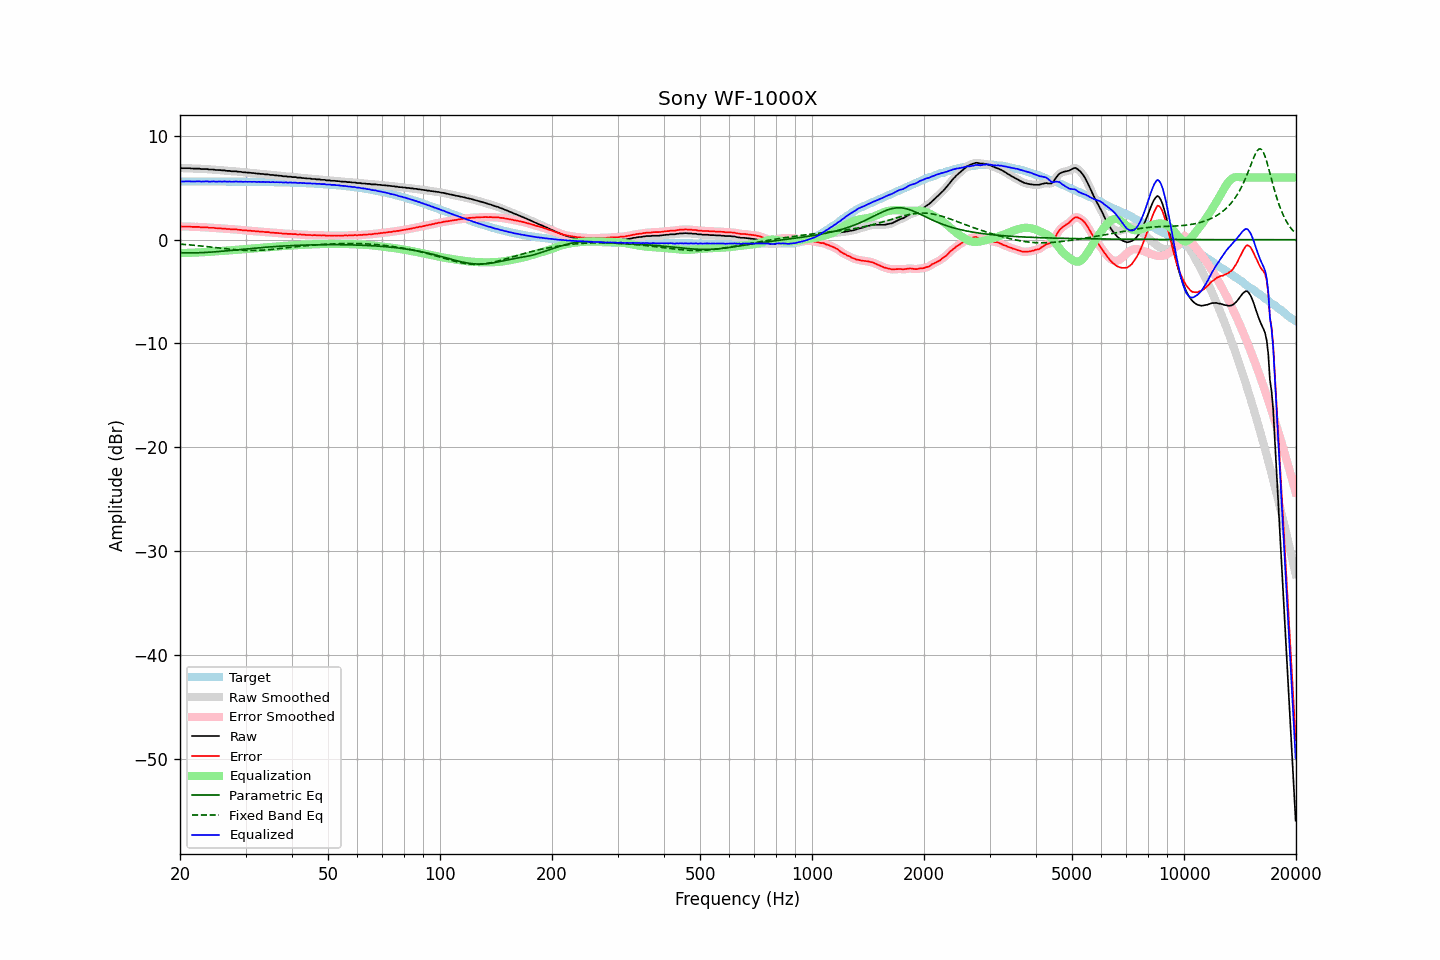 Sony WF-1000X
Amplitude (dBr)
10
0
−10
−20
−30
−40
−50
Target
Raw Smoothed
Error Smoothed
Raw
Error
Equalization
Parametric Eq
Fixed Band Eq
Equalized
20 50 100 200 500 1000 2000 5000 10000 20000
Frequency (Hz)